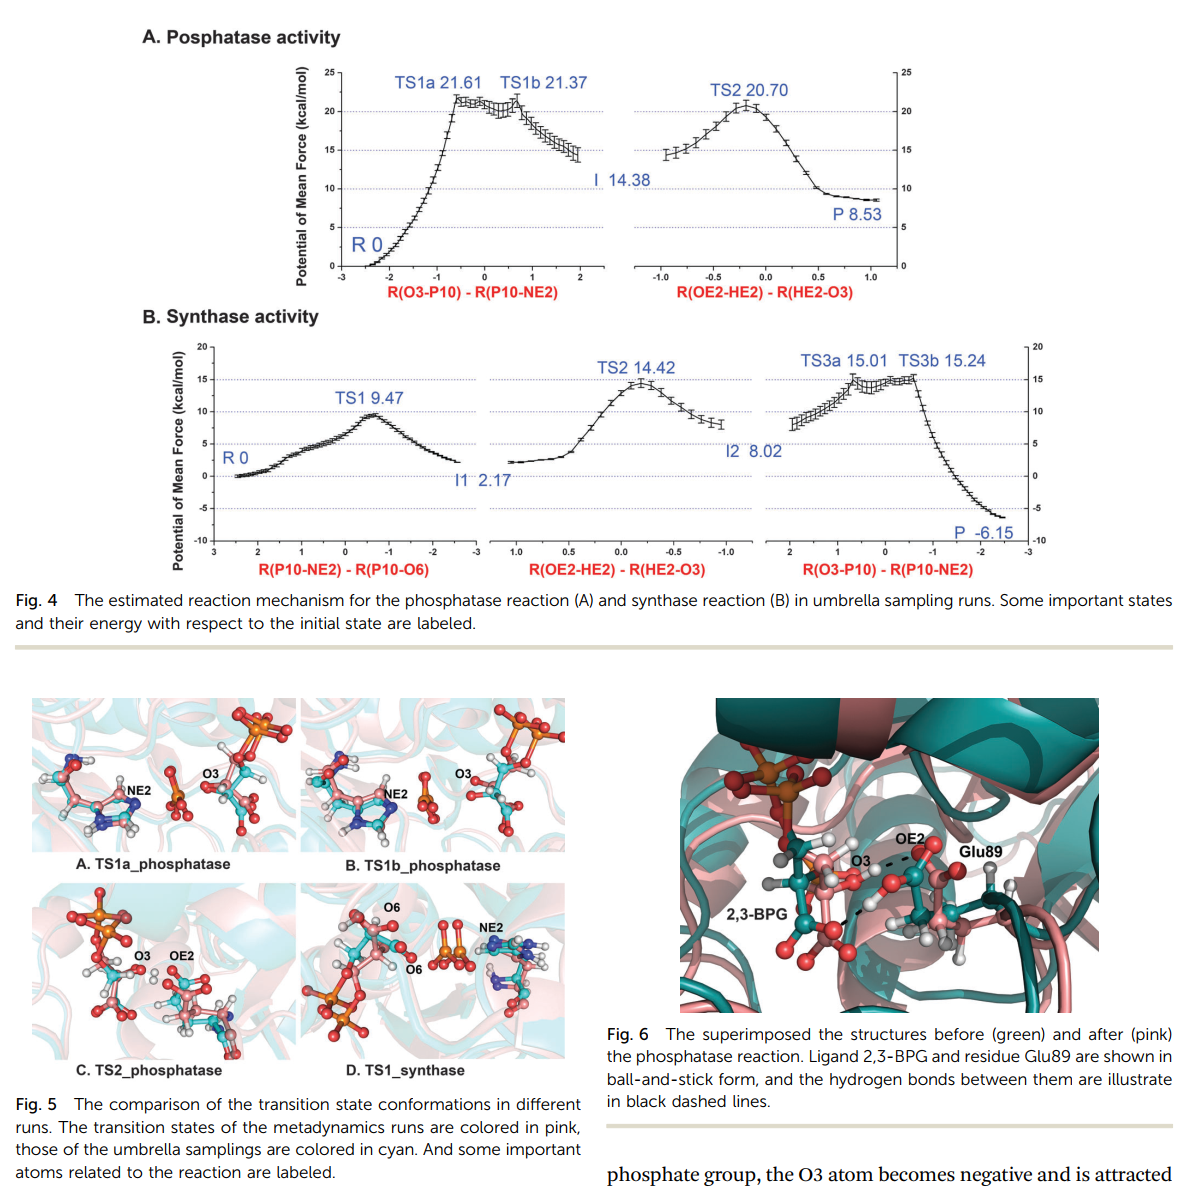 A. Posphatase activity
Potential of Mean Force (kcal/mol)
25
20
15
10
5
0
TS1a 21.61 TS1b 21.37
R 0
-3 -2 -1 0 1 2
R(O3-P10) - R(P10-NE2)
I 14.38
TS2 20.70
P 8.53
25
20
15
10
5
0
-1.0 -0.5 0.0 0.5 1.0
R(OE2-HE2) - R(HE2-O3)
B. Synthase activity
Potential of Mean Force (kcal/mol)
20
15
10
5
0
-5
-10
R 0
TS1 9.47
I1 2.17
3 2 1 0 -1 -2 -3
R(P10-NE2) - R(P10-O6)
TS2 14.42
I2 8.02
1.0 0.5 0.0 -0.5 -1.0
R(OE2-HE2) - R(HE2-O3)
TS3a 15.01 TS3b 15.24
P -6.15
20
15
10
5
0
-5
-10
2 1 0 -1 -2 -3
R(O3-P10) - R(P10-NE2)
Fig. 4 The estimated reaction mechanism for the phosphatase reaction (A) and synthase reaction (B) in umbrella sampling runs. Some important states
and their energy with respect to the initial state are labeled.
NE2 O3
A. TS1a_phosphatase
NE2 O3
B. TS1b_phosphatase
O3 OE2
C. TS2_phosphatase
O6 NE2
O6
D. TS1_synthase
Fig. 5 The comparison of the transition state conformations in different
runs. The transition states of the metadynamics runs are colored in pink,
those of the umbrella samplings are colored in cyan. And some important
atoms related to the reaction are labeled.
OE2
Glu89
O3
2,3-BPG
Fig. 6 The superimposed the structures before (green) and after (pink)
the phosphatase reaction. Ligand 2,3-BPG and residue Glu89 are shown in
ball-and-stick form, and the hydrogen bonds between them are illustrate
in black dashed lines.
phosphate group, the O3 atom becomes negative and is attracted